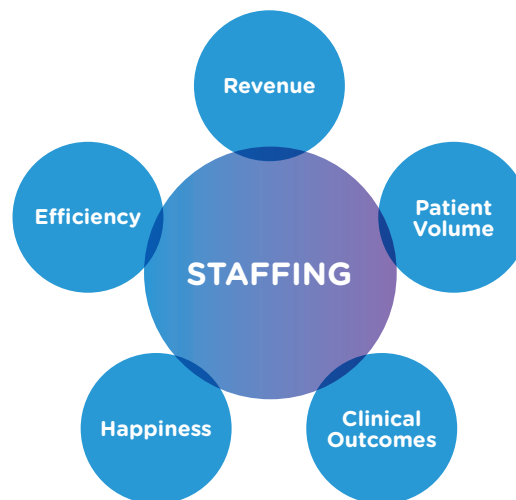 Revenue
Efficiency
Patient
Volume
STAFFING
Happiness
Clinical
Outcomes